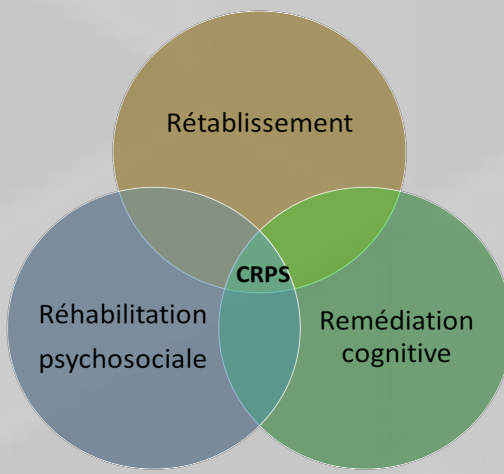 Rétablissement
CRPS
Réhabilitation
psychosociale
Remédiation
cognitive